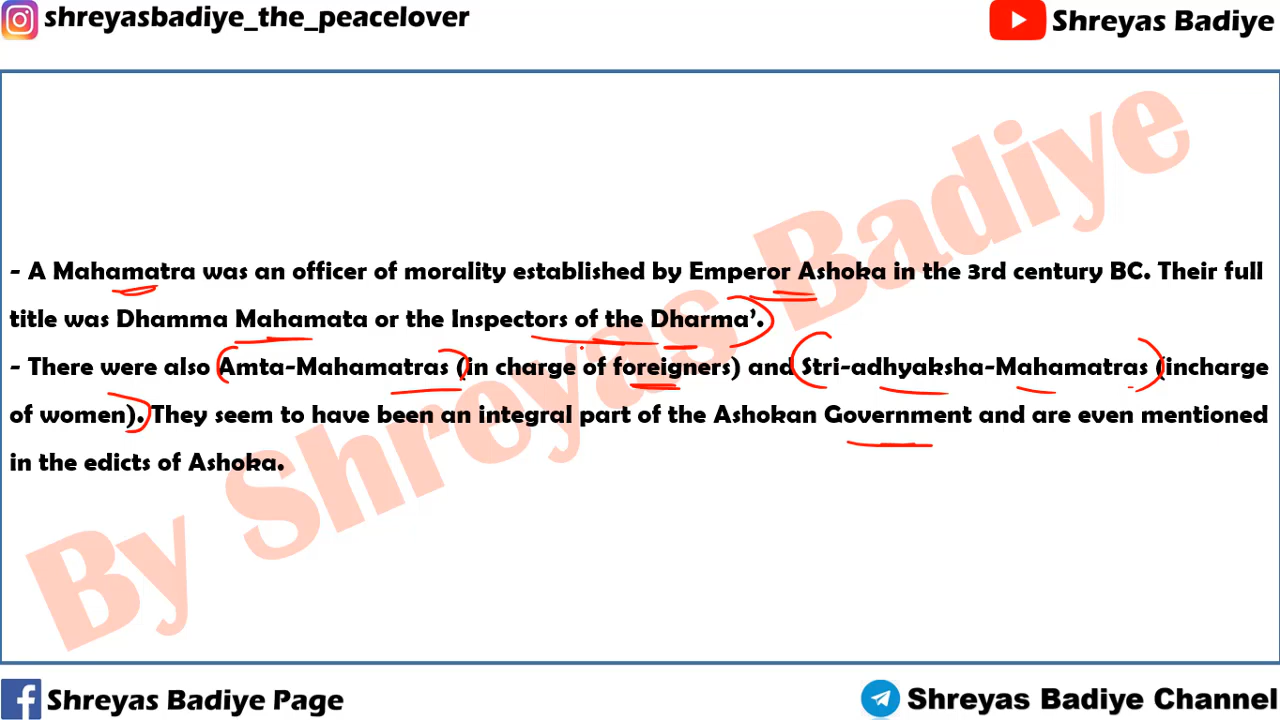 shreyasbadiye_the_peacelover
Shreyas Badiye
- A Mahamatra was an officer of morality established by Emperor Ashoka in the 3rd century BC. Their full
title was Dhamma Mahamata or the Inspectors of the Dharma’.
- There were also Amta-Mahamatras (in charge of foreigners) and Stri-adhyaksha-Mahamatras (incharge
of women). They seem to have been an integral part of the Ashokan Government and are even mentioned
in the edicts of Ashoka.
By Shreyas Badiye
Shreyas Badiye Page
Shreyas Badiye Channel